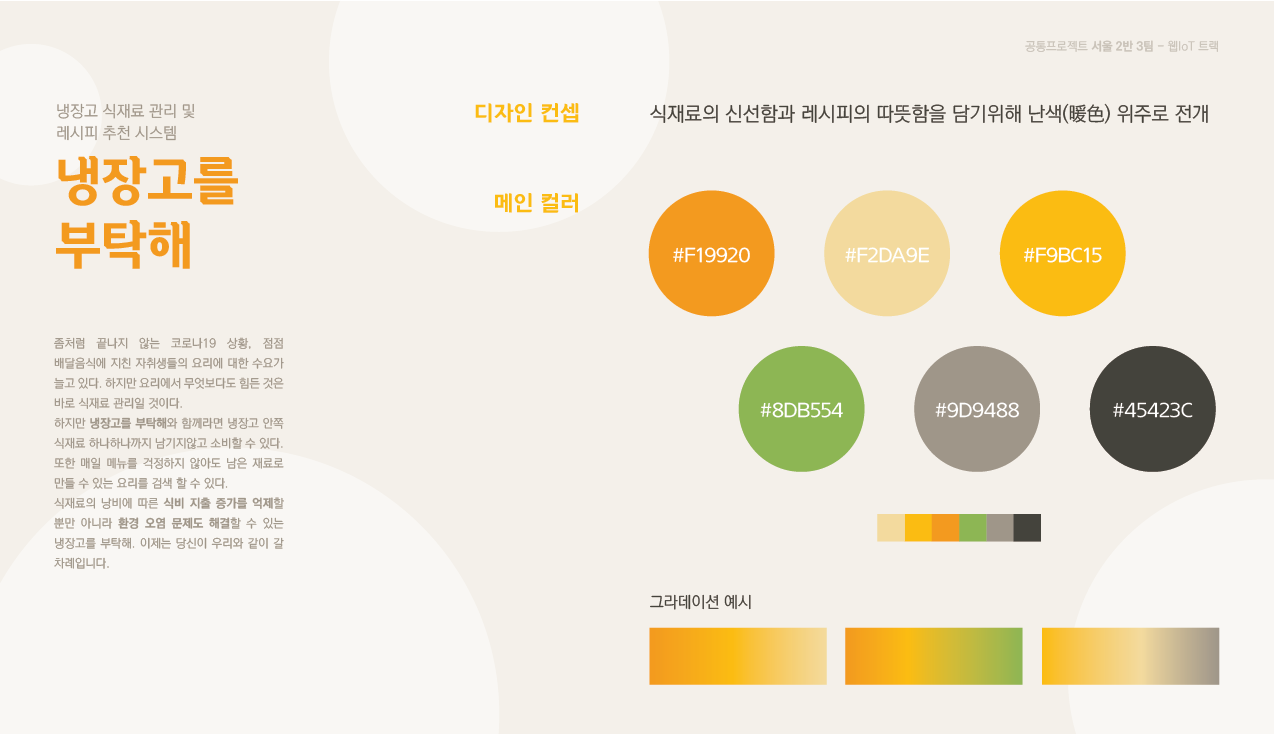 공통프로젝트 서울 2반 3팀 – 웹IoT 트랙
냉장고 식재료 관리 및
레시피 추천 시스템
냉장고를
부탁해
좀처럼 끝나지 않는 코로나19 상황, 점점
배달음식에 지친 자취생들의 요리에 대한 수요가
늘고 있다. 하지만 요리에서 무엇보다도 힘든 것은
바로 식재료 관리일 것이다.
하지만 냉장고를 부탁해와 함께라면 냉장고 안쪽
식재료 하나하나까지 남기지않고 소비할 수 있다.
또한 매일 메뉴를 걱정하지 않아도 남은 재료로
만들 수 있는 요리를 검색 할 수 있다.
식재료의 낭비에 따른 식비 지출 증가를 억제할
뿐만 아니라 환경 오염 문제도 해결할 수 있는
냉장고를 부탁해. 이제는 당신이 우리와 같이 갈
차례입니다.
디자인 컨셉
식재료의 신선함과 레시피의 따뜻함을 담기위해 난색(暖色) 위주로 전개
메인 컬러
#F19920
#F2DA9E
#F9BC15
#8DB554
#9D9488
#45423C
그라데이션 예시